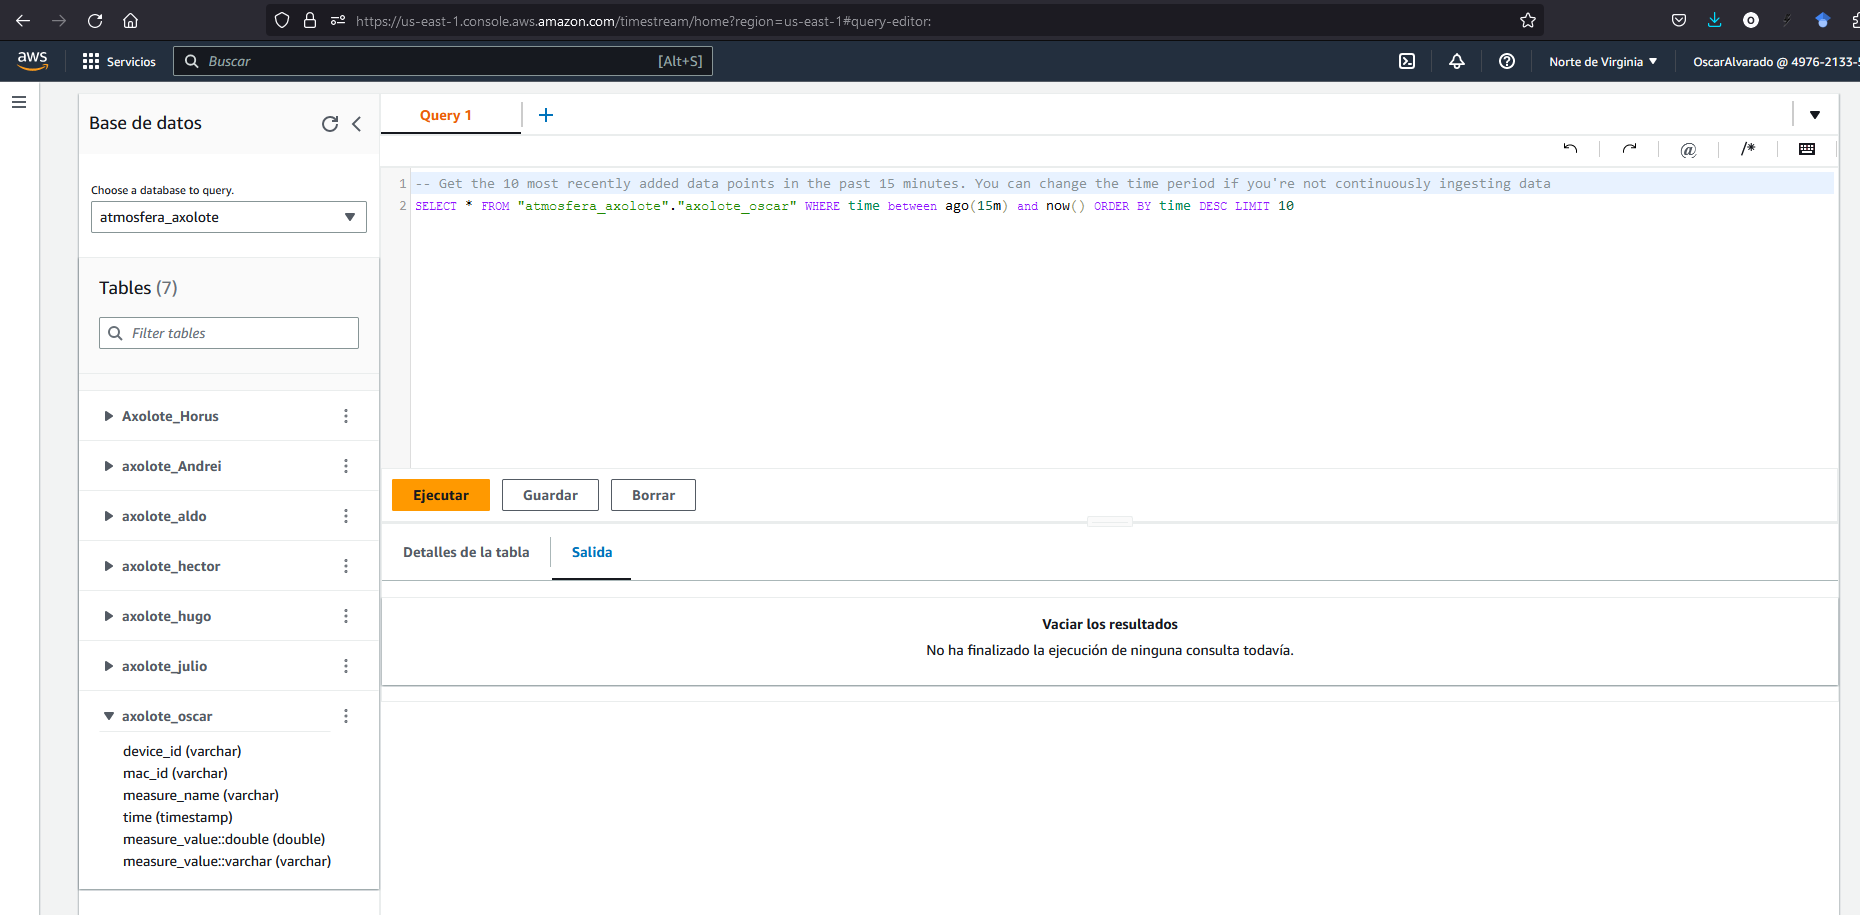 https://us-east-1.console.aws.amazon.com/timestream/home?region=us-east-1#query-editor:
aws
Servicios
Buscar
[Alt+S]
Norte de Virginia
OscarAlvarado @ 4976-2133-
Base de datos
Choose a database to query.
atmosfera_axolote
Tables (7)
Filter tables
Axolote_Horus
axolote_Andrei
axolote_aldo
axolote_hector
axolote_hugo
axolote_julio
axolote_oscar
device_id (varchar)
mac_id (varchar)
measure_name (varchar)
time (timestamp)
measure_value::double (double)
measure_value::varchar (varchar)
Query 1
@
/*
1 -- Get the 10 most recently added data points in the past 15 minutes. You can change the time period if you're not continuously ingesting data
2 SELECT * FROM "atmosfera_axolote"."axolote_oscar" WHERE time between ago(15m) and now() ORDER BY time DESC LIMIT 10
Ejecutar
Guardar
Borrar
Detalles de la tabla
Salida
Vaciar los resultados
No ha finalizado la ejecución de ninguna consulta todavía.